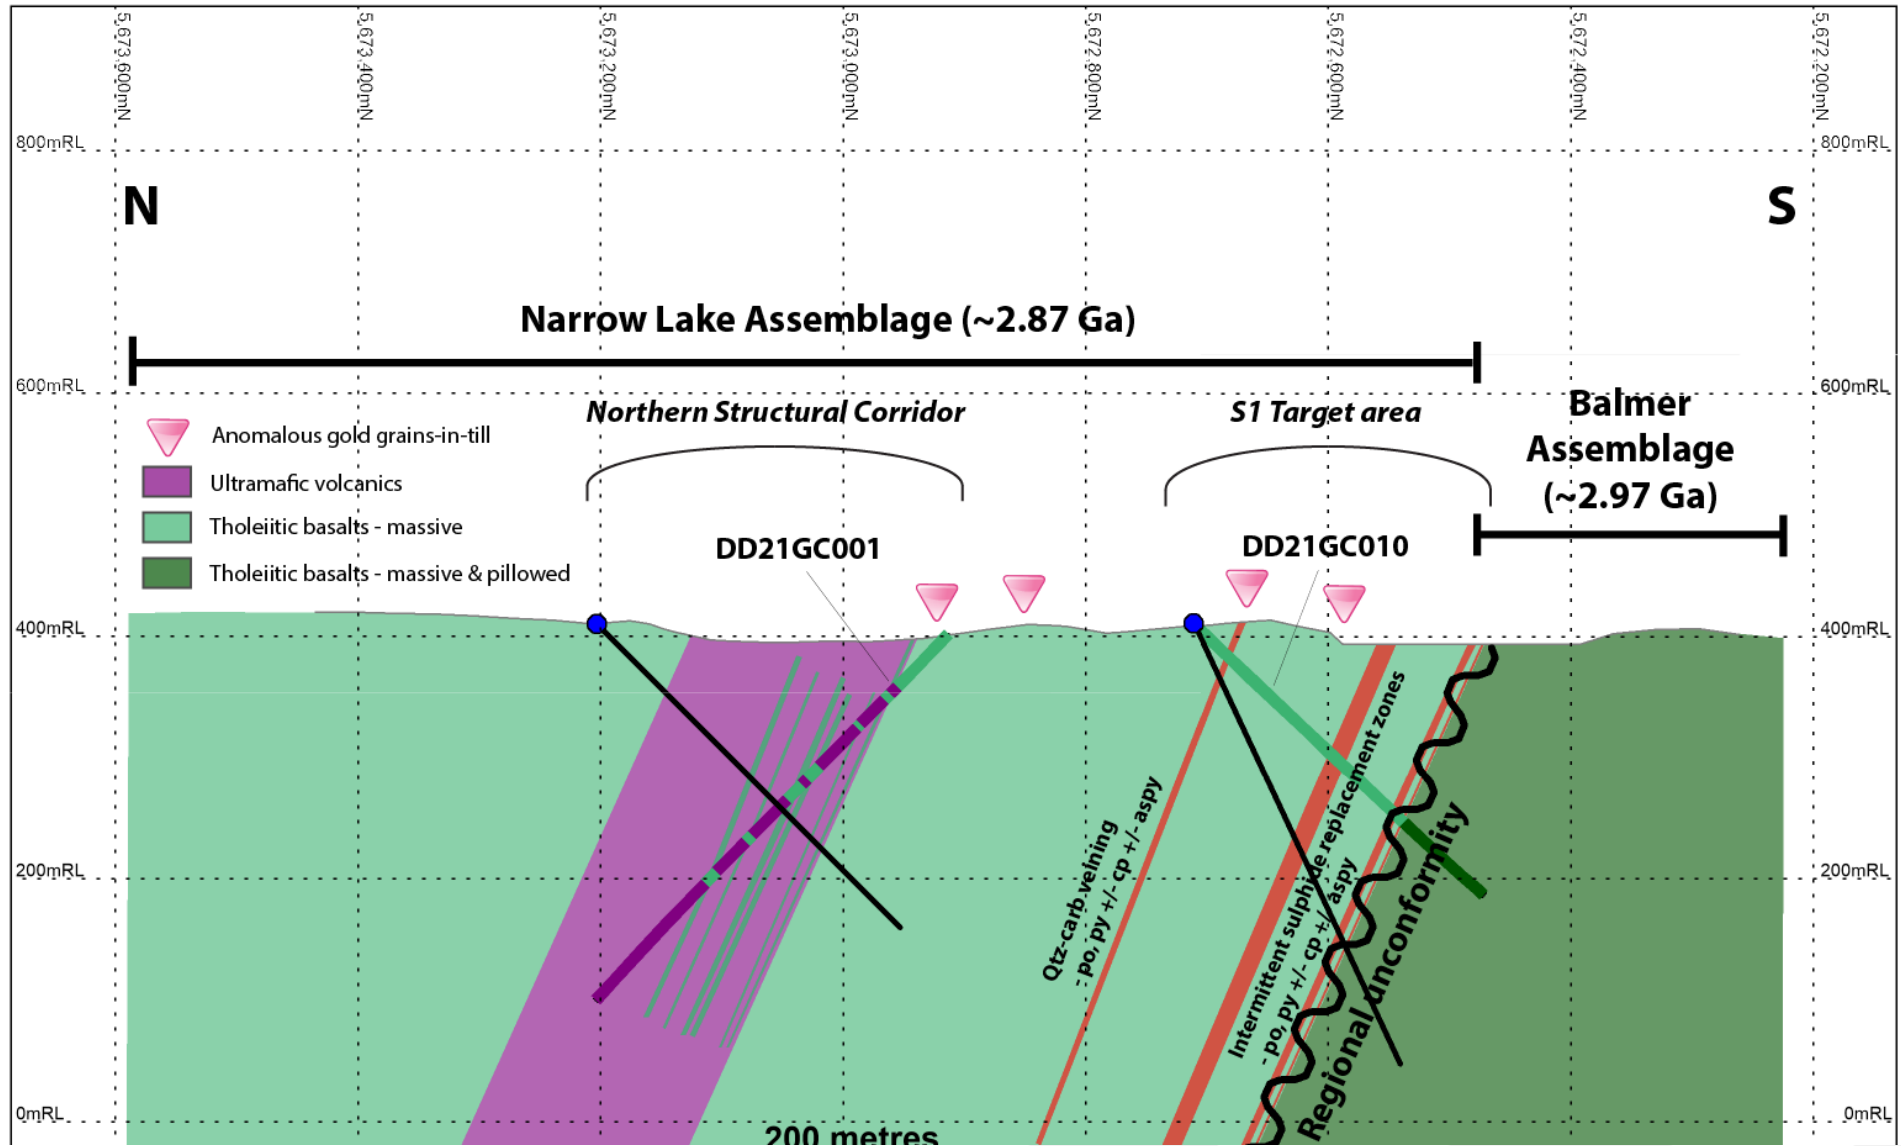 5,673,600mN
5,673,400mN
5,673,200mN
5,673,000mN
5,672,800mN
5,672,600mN
5,672,400mN
5,672,200mN
800mRL
800mRL
N
S
Narrow Lake Assemblage (~2.87 Ga)
600mRL
600mRL
Northern Structural Corridor
S1 Target area
Balmer
Assemblage
(~2.97 Ga)
Anomalous gold grains-in-till
Ultramafic volcanics
Tholeiitic basalts - massive
Tholeiitic basalts - massive & pillowed
DD21GC001
DD21GC010
400mRL
400mRL
Qtz-carb veining
- po, py +/- cp +/- aspy
Intermittent sulphide replacement zones
- po, py +/- cp +/- aspy
Regional unconformity
200mRL
200mRL
0mRL
0mRL
200 metres